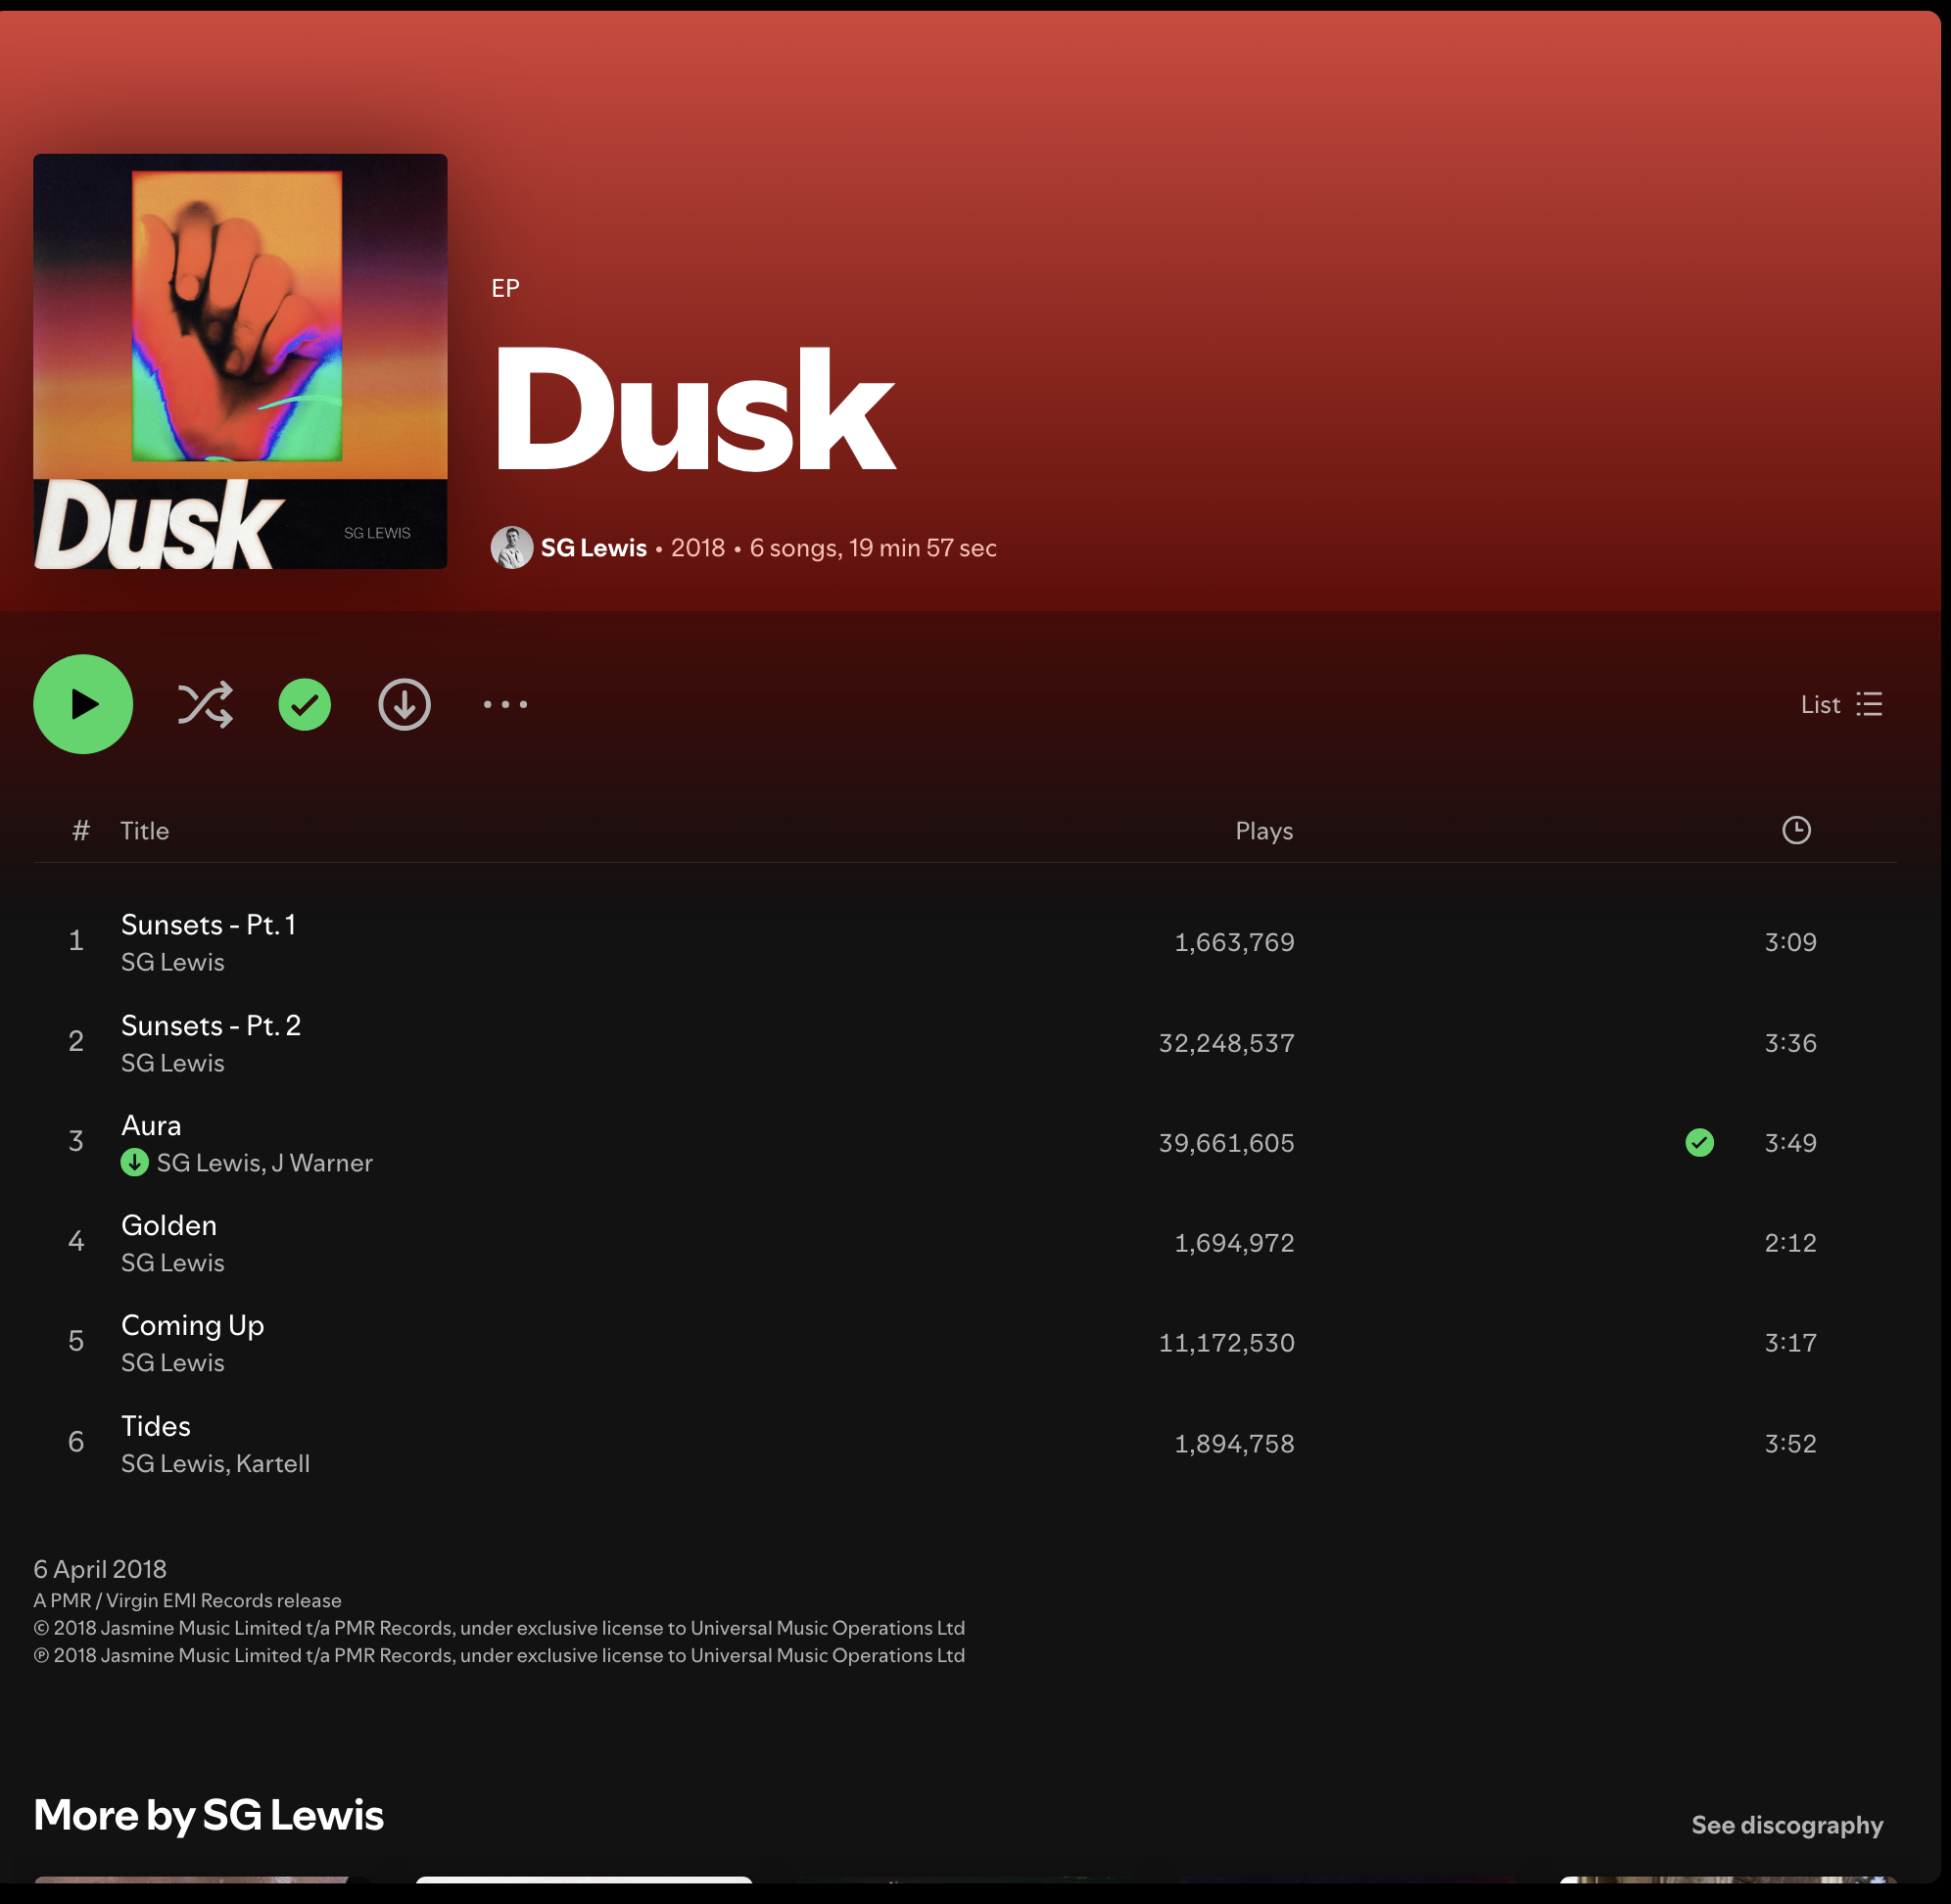 Dusk
SG LEWIS
EP
Dusk
SG Lewis • 2018 • 6 songs, 19 min 57 sec
List
# Title Plays
1 Sunsets - Pt. 1 1,663,769 3:09
SG Lewis
2 Sunsets - Pt. 2 32,248,537 3:36
SG Lewis
3 Aura 39,661,605 3:49
SG Lewis, J Warner
4 Golden 1,694,972 2:12
SG Lewis
5 Coming Up 11,172,530 3:17
SG Lewis
6 Tides 1,894,758 3:52
SG Lewis, Kartell
6 April 2018
A PMR / Virgin EMI Records release
© 2018 Jasmine Music Limited t/a PMR Records, under exclusive license to Universal Music Operations Ltd
℗ 2018 Jasmine Music Limited t/a PMR Records, under exclusive license to Universal Music Operations Ltd
More by SG Lewis
See discography